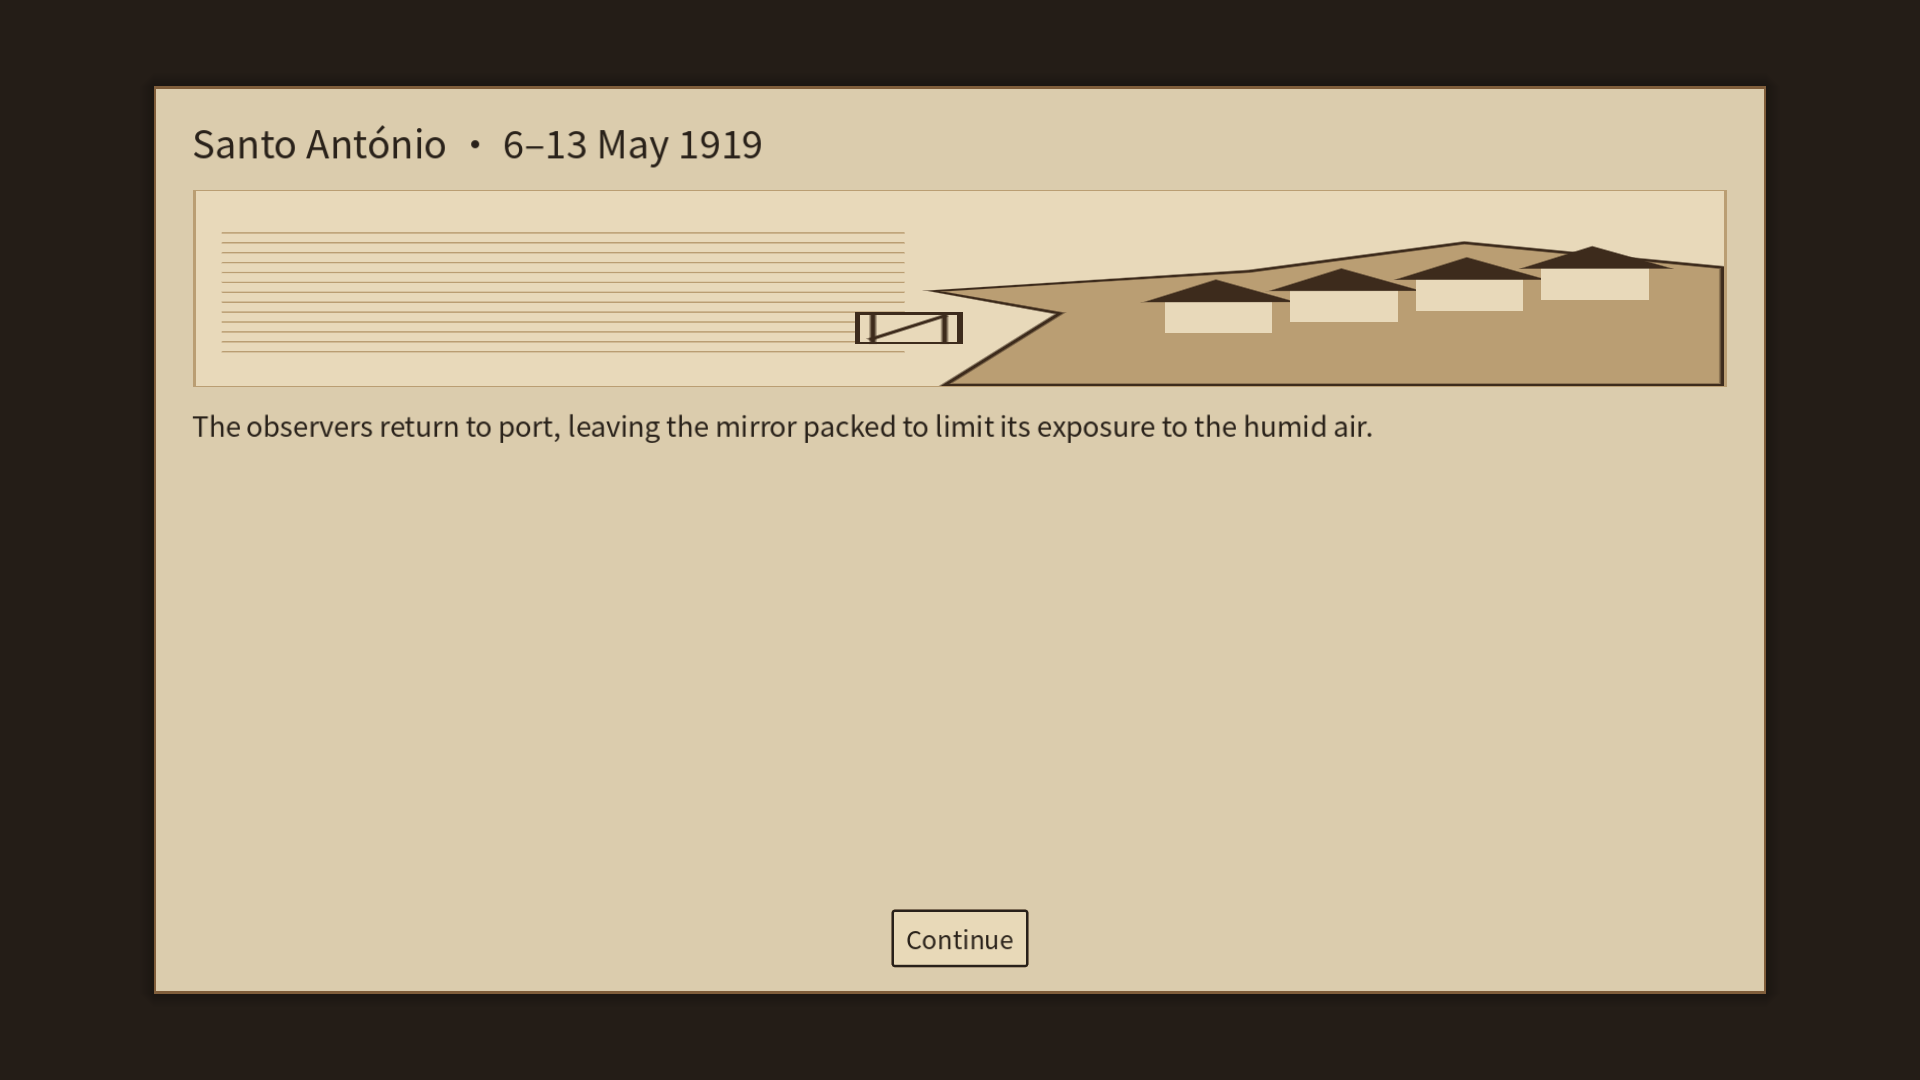 Santo António • 6–13 May 1919
The observers return to port, leaving the mirror packed to limit its exposure to the humid air.
Continue